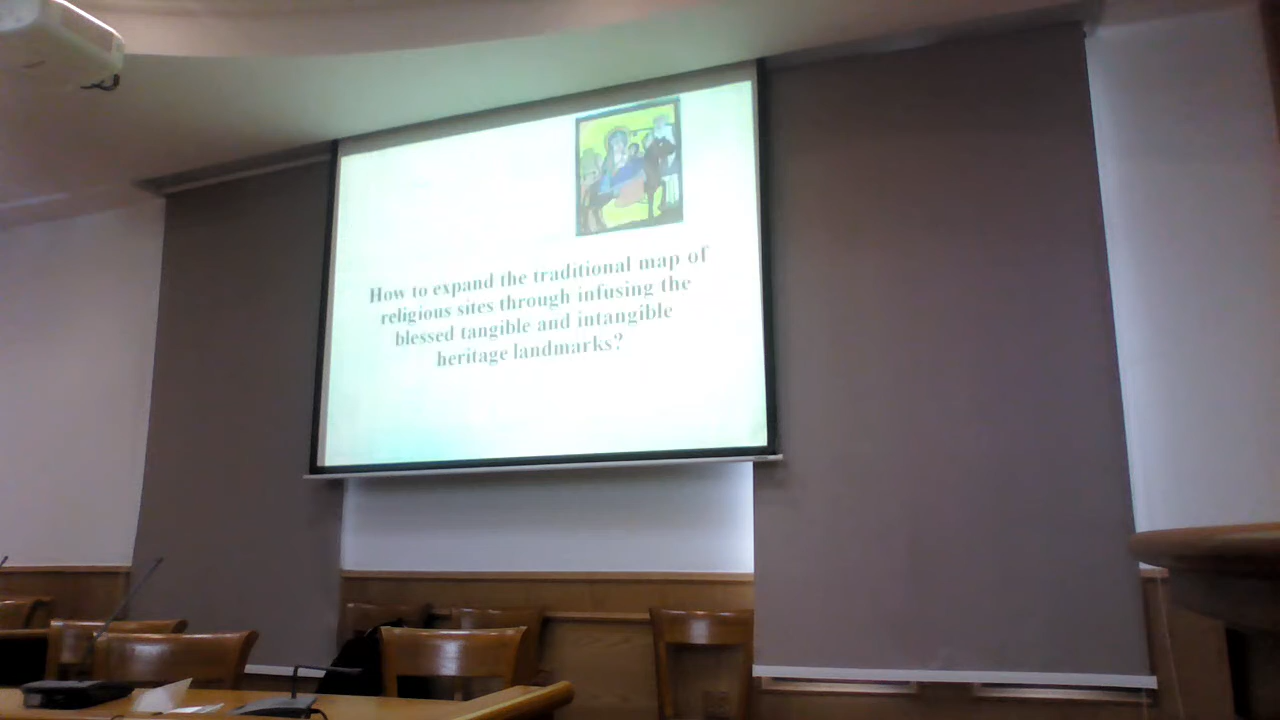 How to expand the traditional map of
religious sites through infusing the
blessed tangible and intangible
heritage landmarks?